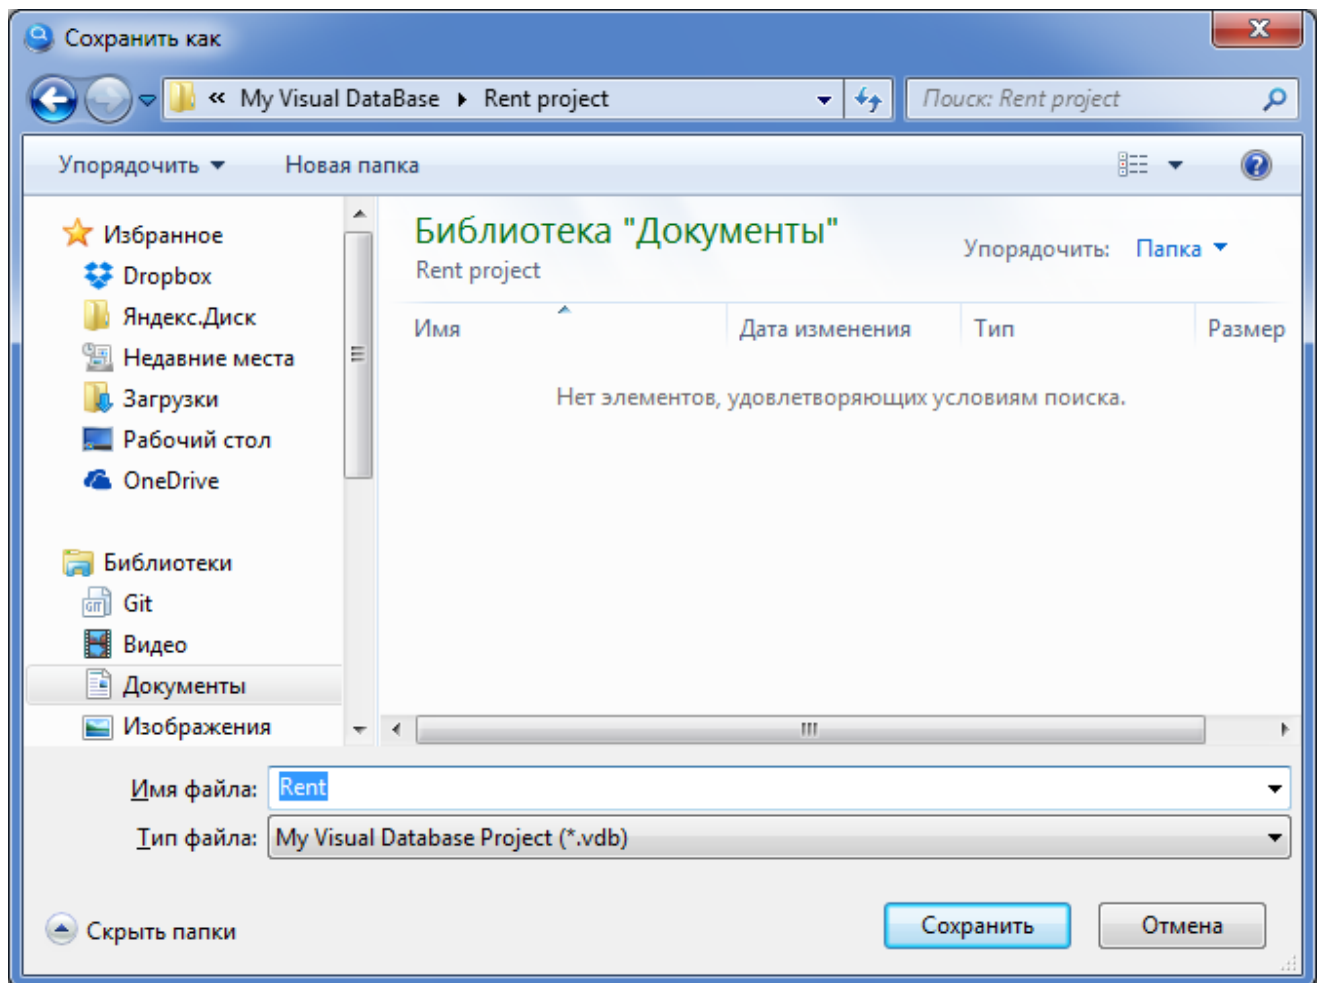 Сохранить как
« My Visual DataBase Rent project
Поиск: Rent project
Упорядочить Новая папка
Избранное
Dropbox
Яндекс.Диск
Недавние места
Загрузки
Рабочий стол
OneDrive
Библиотеки
Git
Видео
Документы
Изображения
Библиотека "Документы"
Rent project
Упорядочить: Папка
Имя Дата изменения Тип Размер
Нет элементов, удовлетворяющих условиям поиска.
Имя файла: Rent
Тип файла: My Visual Database Project (*.vdb)
Скрыть папки
Сохранить Отмена